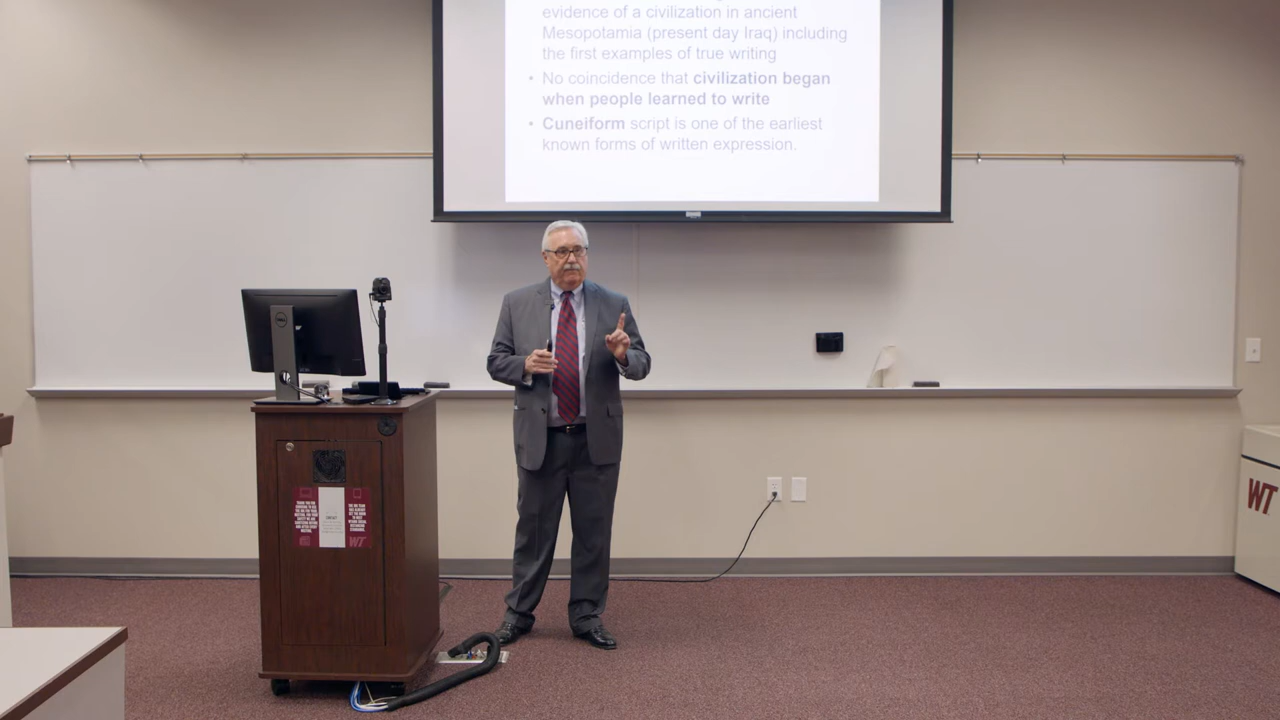 evidence of a civilization in ancient
Mesopotamia (present day Iraq) including
the first examples of true writing
• No coincidence that civilization began
when people learned to write
• Cuneiform script is one of the earliest
known forms of written expression.
DELL
WT
WT